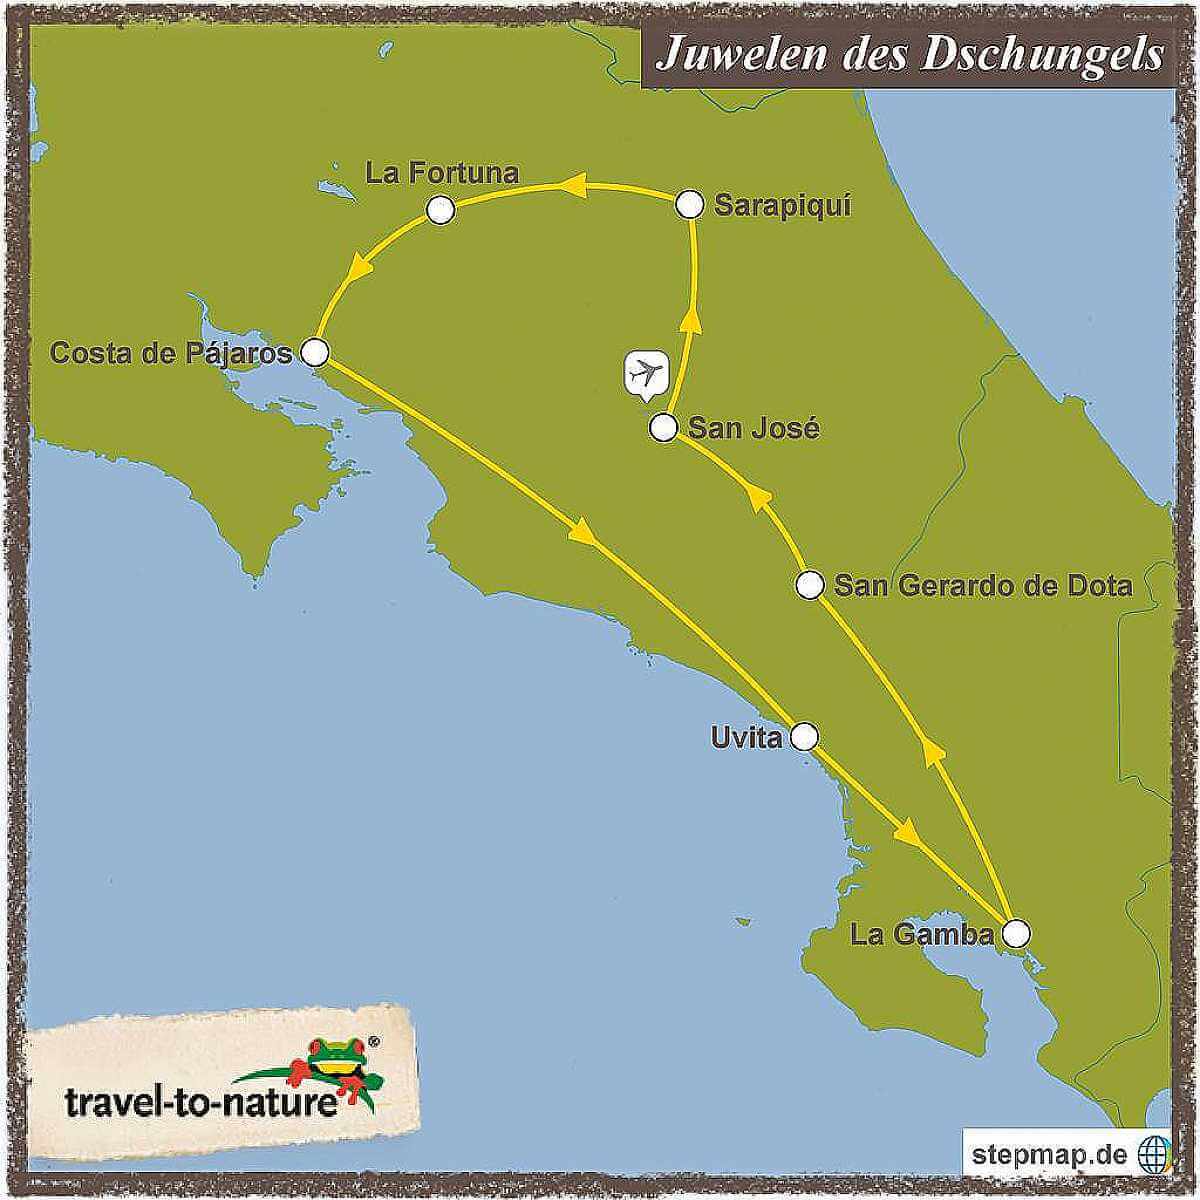 Juwelen des Dschungels
La Fortuna
Sarapiquí
Costa de Pájaros
San José
San Gerardo de Dota
Uvita
La Gamba
travel-to-nature®
stepmap.de